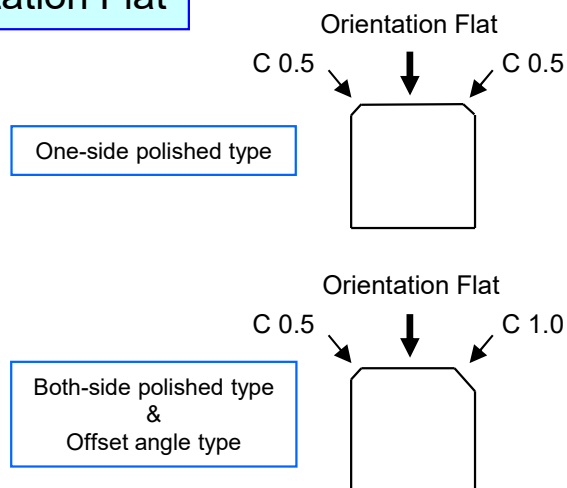 Flat
Orientation Flat
C 0.5
C 0.5
One-side polished type
Orientation Flat
C 0.5
C 1.0
Both-side polished type
&
Offset angle type